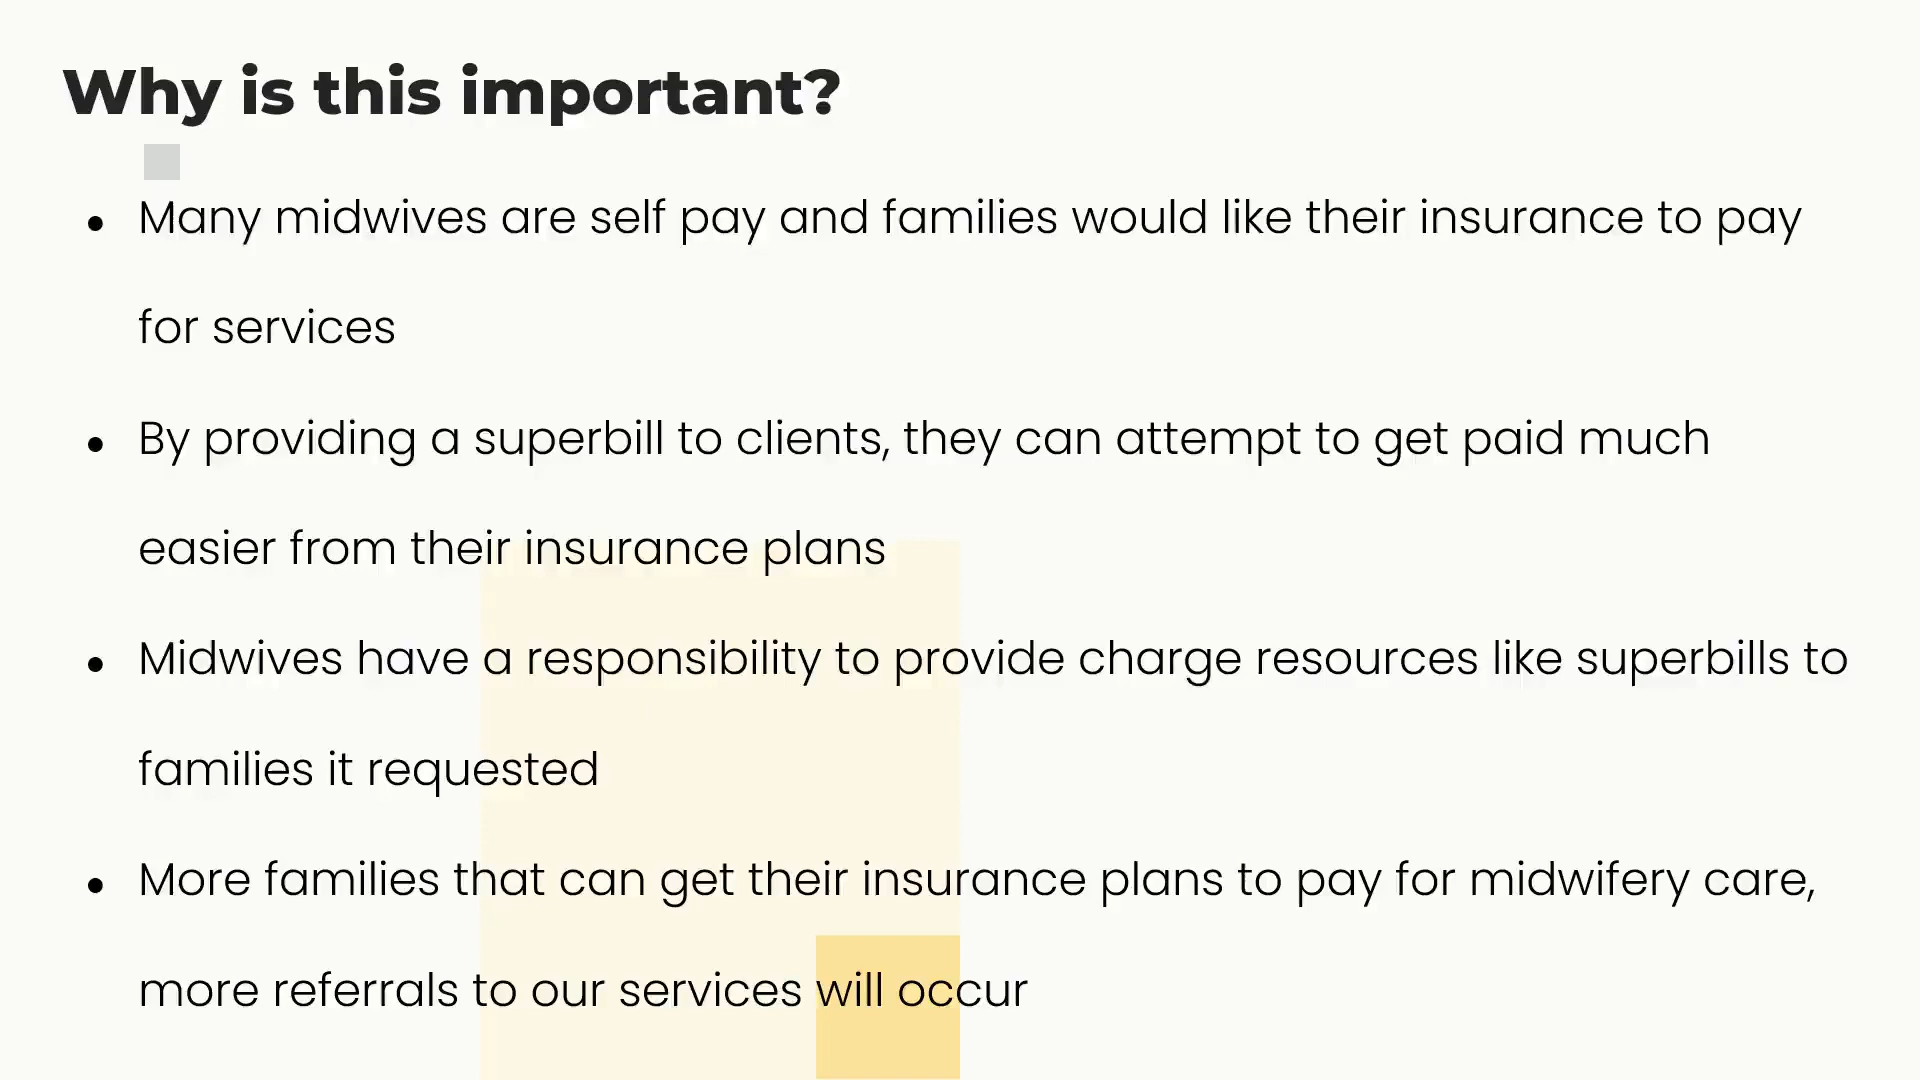 Why is this important?
• Many midwives are self pay and families would like their insurance to pay
for services
• By providing a superbill to clients, they can attempt to get paid much
easier from their insurance plans
• Midwives have a responsibility to provide charge resources like superbills to
families it requested
• More families that can get their insurance plans to pay for midwifery care,
more referrals to our services will occur